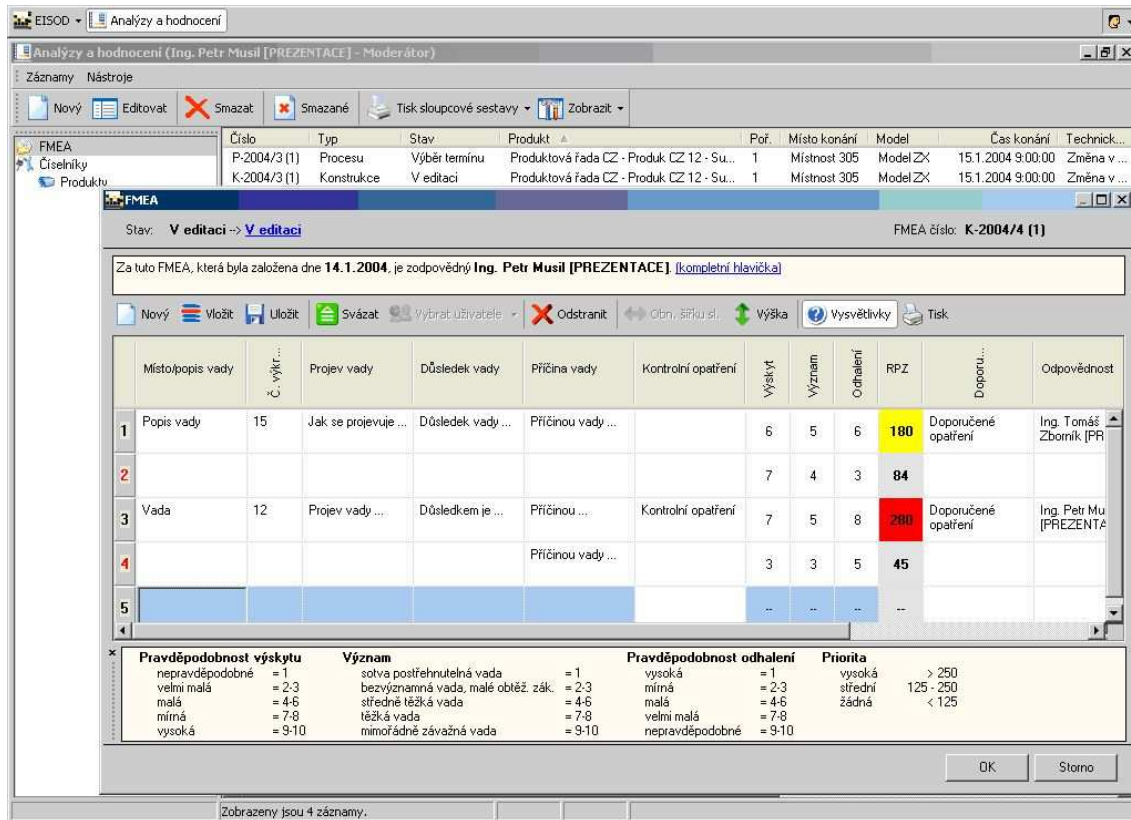 EISOD
Analýzy a hodnocení
Analýzy a hodnocení (Ing. Petr Musil [PREZENTACE] - Moderátor)
Záznamy Nástroje
Nový Editovat Smazat Smazané Tisk sloupcové sestavy Zobrazit
FMEA
Číselníky
Produkty
Číslo Typ Stav Produkt Poř. Místo konání Model Čas konání Technick...
P-2004/3 (1) Procesu Výběr termínu Produktová řada CZ - Produk CZ 12 - Su... 1 Místnost 305 Model ZX 15.1.2004 9:00:00 Změna v ...
K-2004/3 (1) Konstrukce V editaci Produktová řada CZ - Produk CZ 12 - Su... 1 Místnost 305 Model ZX 15.1.2004 9:00:00 Změna v ...
FMEA
Stav: V editaci --> V editaci FMEA číslo: K-2004/4 (1)
Za tuto FMEA, která byla založena dne 14.1.2004, je zodpovědný Ing. Petr Musil [PREZENTACE]. (kompletní hlavička)
Nový Vložit Uložit Svázat Vybrat uživatele Odstranit Obn. šířku sl. Výška Vysvětlivky Tisk
Místo/popis vady Č. výkr... Projev vady Důsledek vady Příčina vady Kontrolní opatření Výskyt Význam Odhalení RPZ Doporu... Odpovědnost
1 Popis vady 15 Jak se projevuje ... Důsledek vady ... Příčinou vady ... 6 5 6 180 Doporučené opatření Ing. Tomáš Zborník [PR
2 7 4 3 84
3 Vada 12 Projev vady ... Důsledkem je ... Příčinou ... Kontrolní opatření 7 5 8 280 Doporučené opatření Ing. Petr Mu [PREZENTA
4 Příčinou vady ... 3 3 5 45
5 -- -- -- --
Pravděpodobnost výskytu Význam Pravděpodobnost odhalení Priorita
nepravděpodobné = 1 sotva postřehnutelná vada = 1 vysoká = 1 vysoká > 250
velmi malá = 2-3 bezvýznamná vada, malé obtěž. zák. = 2-3 mírná = 2-3 střední 125 - 250
malá = 4-6 středně těžká vada = 4-6 malá = 4-6 žádná < 125
mírná = 7-8 těžká vada = 7-8 velmi malá = 7-8
vysoká = 9-10 mimořádně závažná vada = 9-10 nepravděpodobné = 9-10
OK Storno
Zobrazeny jsou 4 záznamy.